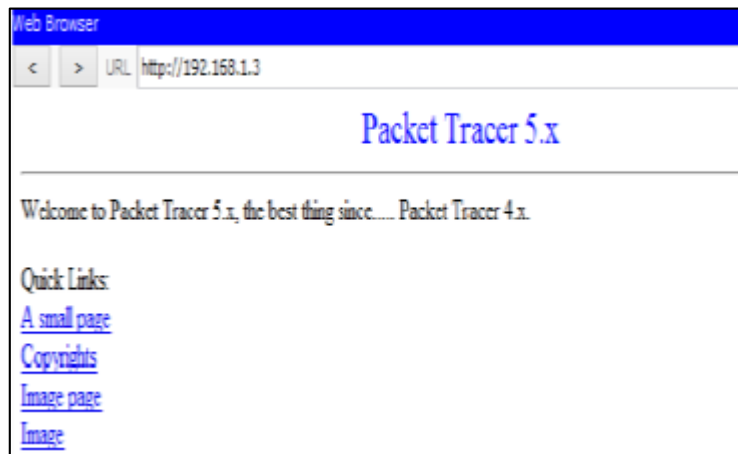 Web Browser
< > URL http://192.168.1.3
Packet Tracer 5.x
Welcome to Packet Tracer 5.x, the best thing since..... Packet Tracer 4.x.
Quick Links:
A small page
Copyrights
Image page
Image